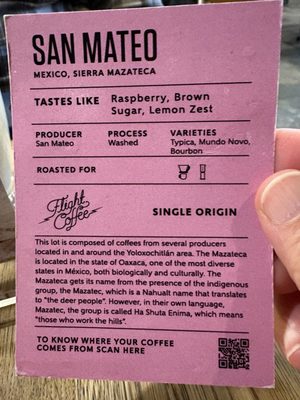 SAN MATEO
MEXICO, SIERRA MAZATECA
TASTES LIKE Raspberry, Brown
Sugar, Lemon Zest
PRODUCER PROCESS VARIETIES
San Mateo Washed Typica, Mundo Novo,
Bourbon
ROASTED FOR
Flight
Coffee
SINGLE ORIGIN
This lot is composed of coffees from several producers
located in and around the Yoloxochitlán area. The Mazateca
is located in the state of Oaxaca, one of the most diverse
states in México, both biologically and culturally. The
Mazateca gets its name from the presence of the indigenous
group, the Mazatec, which is a Nahualt name that translates
to "the deer people". However, in their own language,
Mazatec, the group is called Ha Shuta Enima, which means
"those who work the hills".
TO KNOW WHERE YOUR COFFEE
COMES FROM SCAN HERE